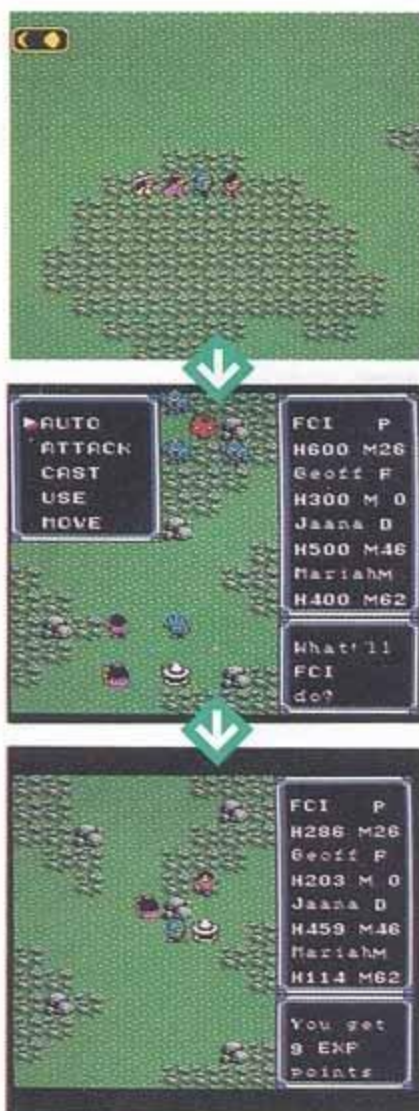 AUTO
ATTACK
CAST
USE
MOVE
FCI P
H600 M26
Geoff F
H300 M 0
Jaana D
H500 M46
MariahM
H400 M62
What'll
FCI
do?
FCI P
H286 M26
Geoff F
H203 M 0
Jaana D
H459 M46
MariahM
H114 M62
You get
9 EXP
points